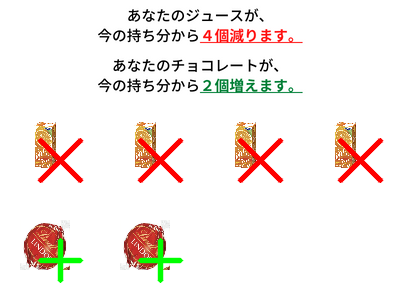 あなたのジュースが、
今の持ち分から４個減ります。
あなたのチョコレートが、
今の持ち分から２個増えます。